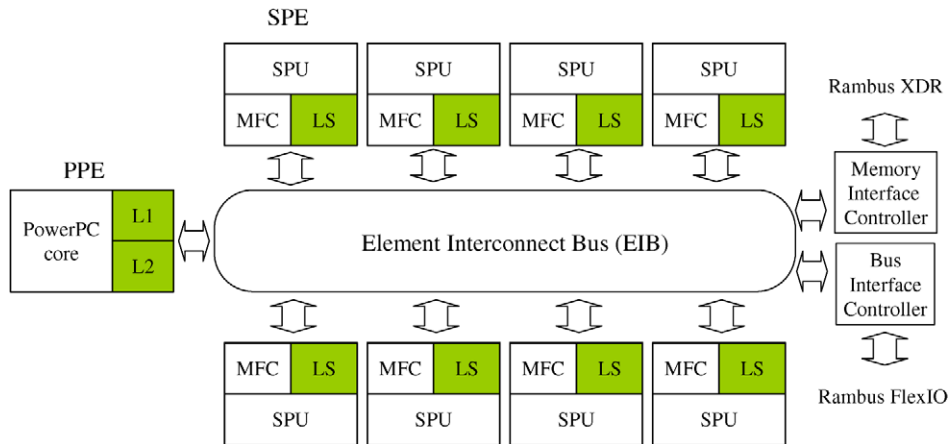 SPE
SPU SPU SPU SPU
MFC LS MFC LS MFC LS MFC LS
Rambus XDR
PPE
PowerPC
core
L1
L2
Element Interconnect Bus (EIB)
Memory
Interface
Controller
Bus
Interface
Controller
MFC LS MFC LS MFC LS MFC LS
SPU SPU SPU SPU
Rambus FlexIO